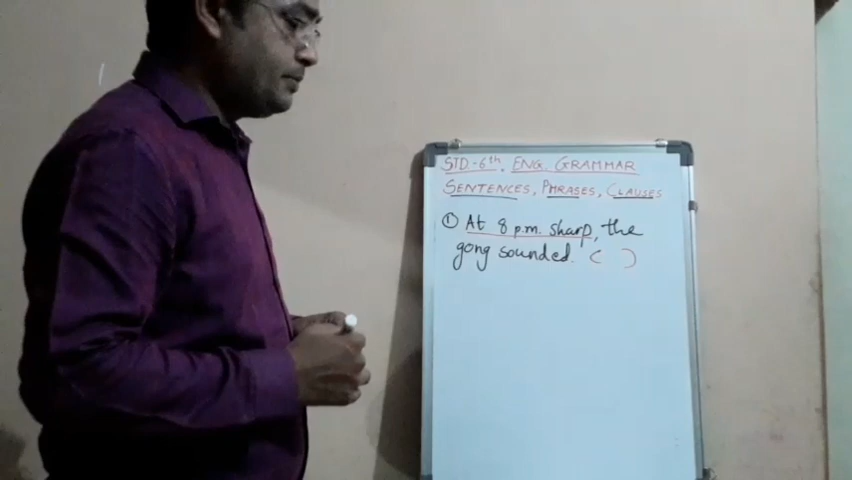 STD-6th, ENG. GRAMMAR
SENTENCES, PHRASES, CLAUSES
① At 8 p.m. sharp, the
gong sounded. ( )